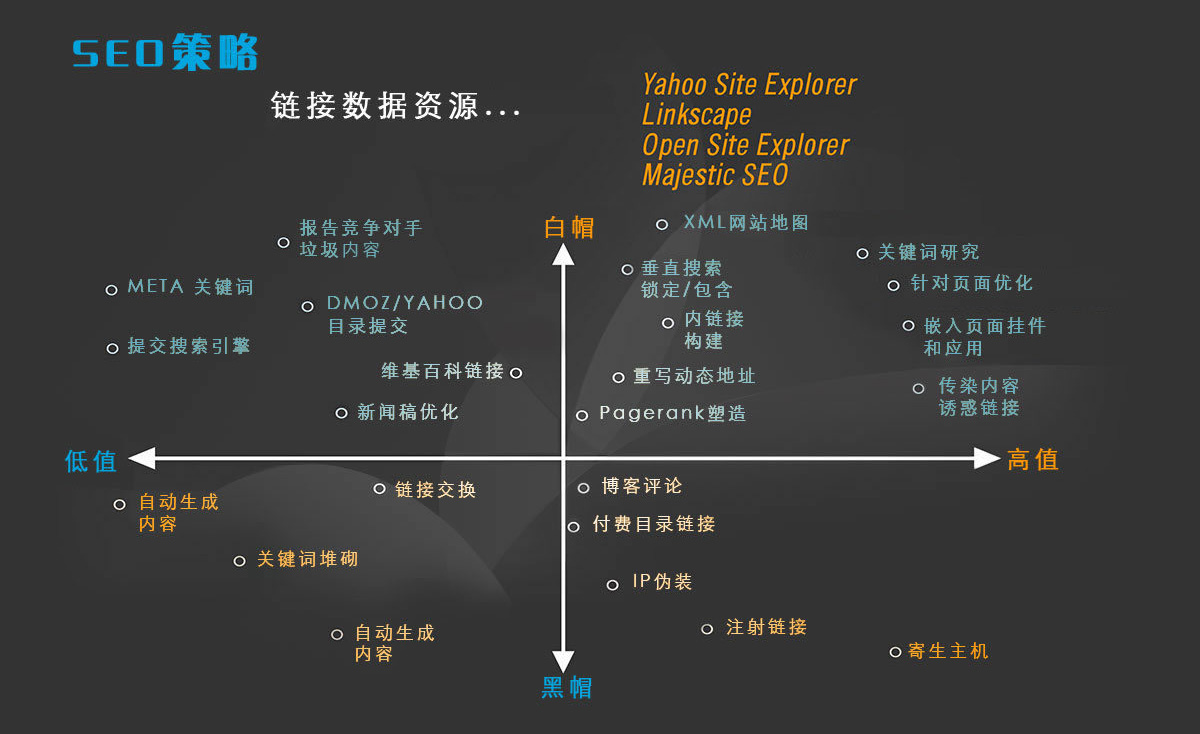 SEO策略
链接数据资源...
Yahoo Site Explorer
Linkscape
Open Site Explorer
Majestic SEO
白帽
报告竞争对手
垃圾内容
META 关键词
DMOZ/YAHOO
目录提交
提交搜索引擎
维基百科链接
新闻稿优化
XML网站地图
关键词研究
垂直搜索
锁定/包含
针对页面优化
内链接
构建
嵌入页面挂件
和应用
重写动态地址
传染内容
诱惑链接
Pagerank塑造
低值
高值
自动生成
内容
链接交换
关键词堆砌
自动生成
内容
博客评论
付费目录链接
IP伪装
注射链接
寄生主机
黑帽